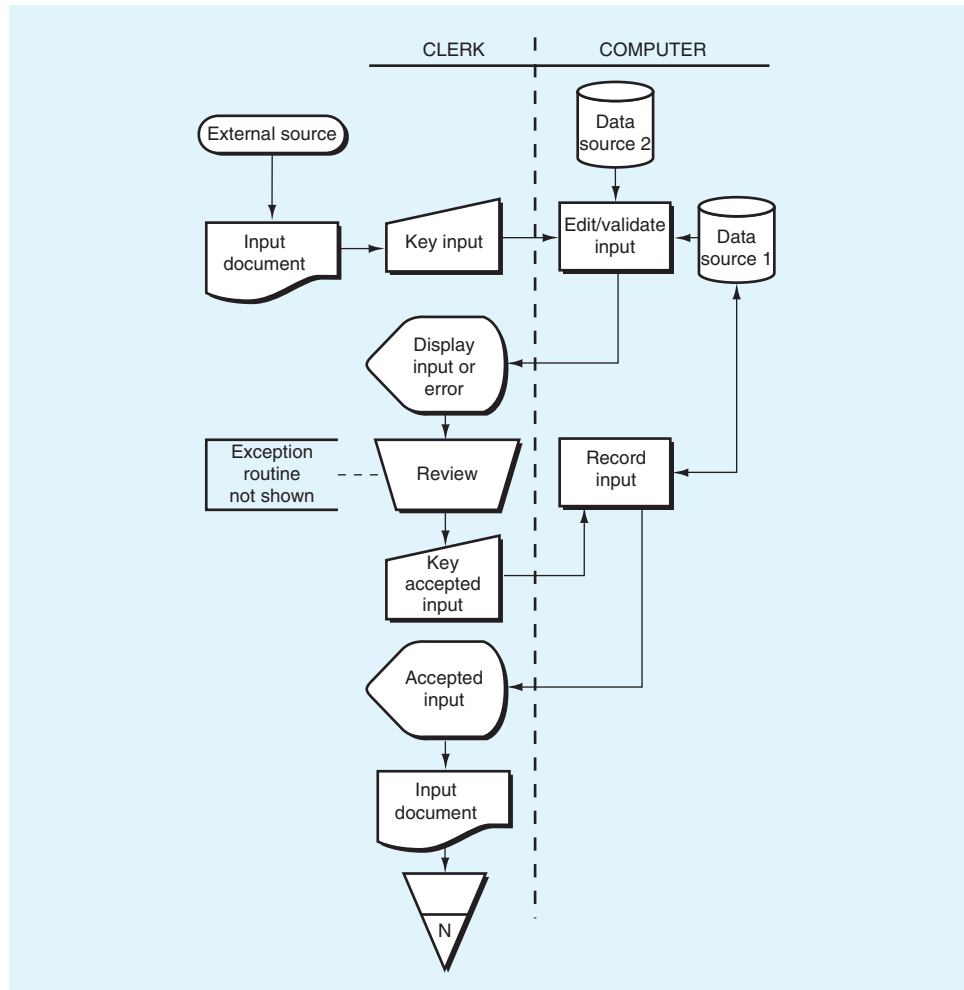 CLERK
COMPUTER
External source
Data
source 2
Input
document
Key input
Edit/validate
input
Data
source 1
Display
input or
error
Exception
routine
not shown
Review
Record
input
Key
accepted
input
Accepted
input
Input
document
N